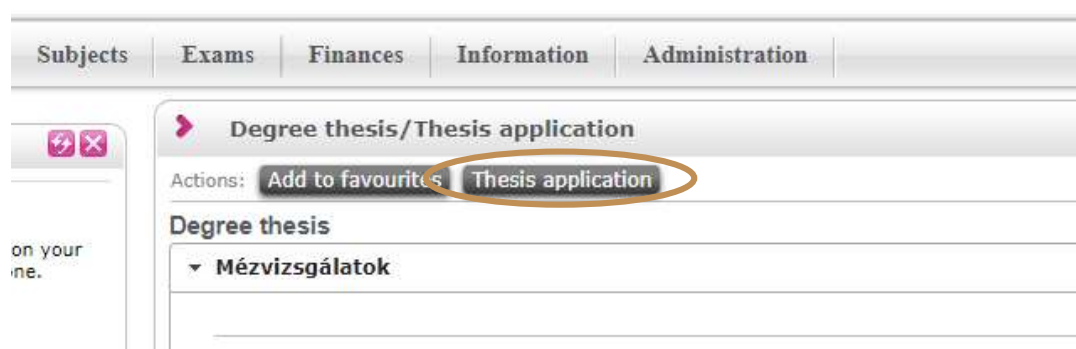 Subjects Exams Finances Information Administration
Degree thesis/Thesis application
Actions: Add to favourites Thesis application
Degree thesis
on your
Mézvizsgálatok
ne.